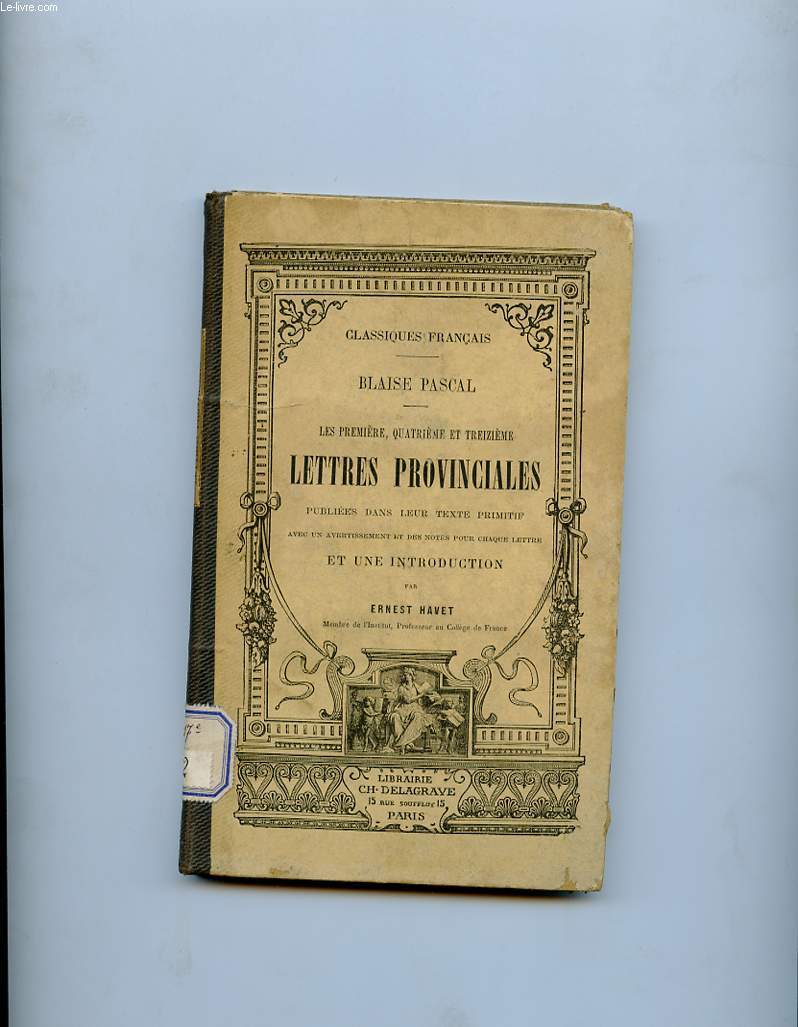 Le-livre.com
CLASSIQUES FRANÇAIS
BLAISE PASCAL
LES PREMIÈRE, QUATRIÈME ET TREIZIÈME
LETTRES PROVINCIALES
PUBLIÉES DANS LEUR TEXTE PRIMITIF
AVEC UN AVERTISSEMENT ET DES NOTES POUR CHAQUE LETTRE
ET UNE INTRODUCTION
PAR
ERNEST HAVET
Membre de l'Institut, Professeur au Collège de France
LIBRAIRIE
CH. DELAGRAVE
15 RUE SOUFFLOT 15
PARIS
2